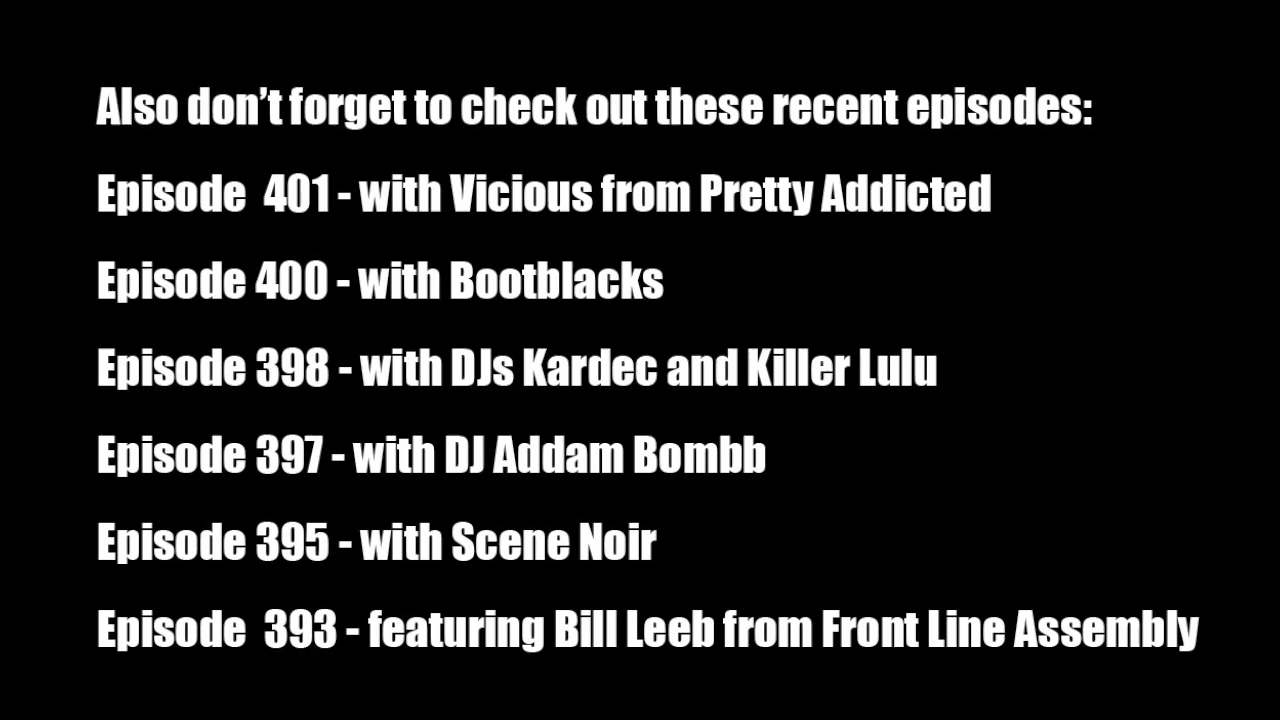 Also don’t forget to check out these recent episodes:
Episode  401 - with Vicious from Pretty Addicted
Episode 400 - with Bootblacks
Episode 398 - with DJs Kardec and Killer Lulu
Episode 397 - with DJ Addam Bombb
Episode 395 - with Scene Noir
Episode  393 - featuring Bill Leeb from Front Line Assembly